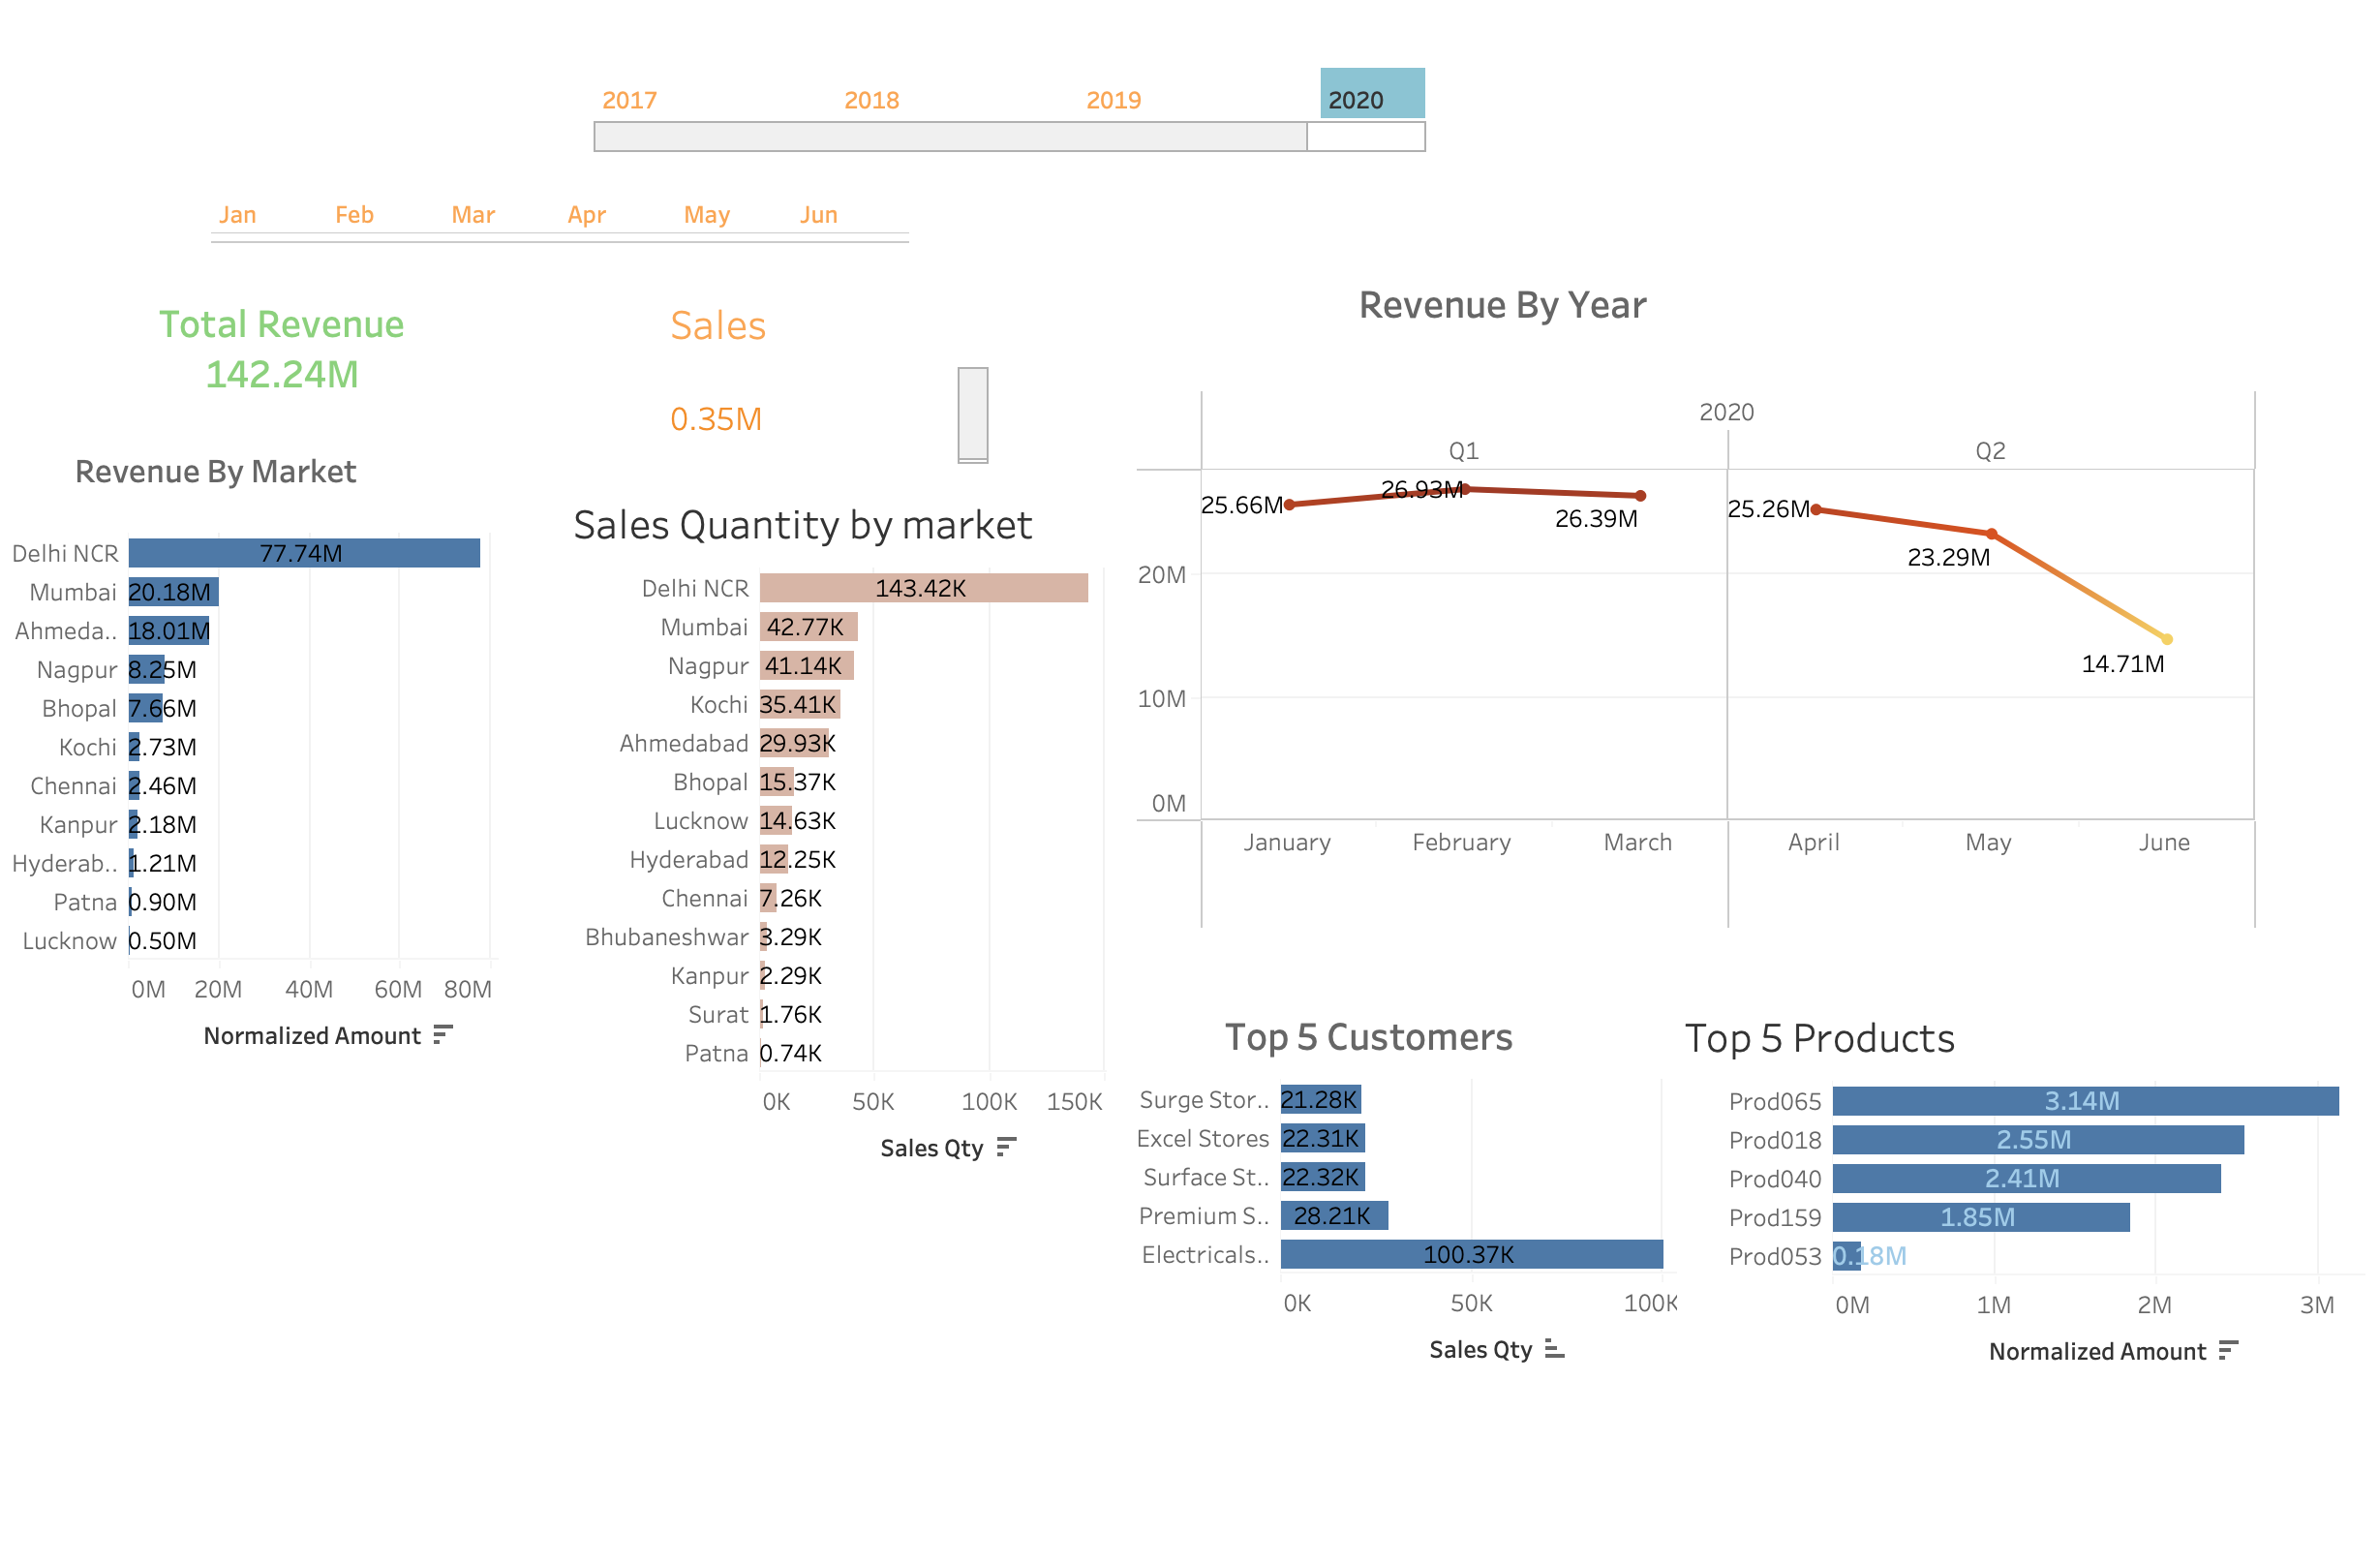 2017 2018 2019 2020
Jan Feb Mar Apr May Jun
Total Revenue
142.24M
Sales
0.35M
Revenue By Market
Delhi NCR 77.74M
Mumbai 20.18M
Ahmeda.. 18.01M
Nagpur 8.25M
Bhopal 7.66M
Kochi 2.73M
Chennai 2.46M
Kanpur 2.18M
Hyderab.. 1.21M
Patna 0.90M
Lucknow 0.50M
0M 20M 40M 60M 80M
Normalized Amount
Sales Quantity by market
Delhi NCR 143.42K
Mumbai 42.77K
Nagpur 41.14K
Kochi 35.41K
Ahmedabad 29.93K
Bhopal 15.37K
Lucknow 14.63K
Hyderabad 12.25K
Chennai 7.26K
Bhubaneshwar 3.29K
Kanpur 2.29K
Surat 1.76K
Patna 0.74K
0K 50K 100K 150K
Sales Qty
Revenue By Year
2020
Q1 Q2
25.66M 26.93M 26.39M 25.26M 23.29M 14.71M
20M
10M
0M
January February March April May June
Top 5 Customers
Surge Stor.. 21.28K
Excel Stores 22.31K
Surface St.. 22.32K
Premium S.. 28.21K
Electricals.. 100.37K
0K 50K 100K
Sales Qty
Top 5 Products
Prod065 3.14M
Prod018 2.55M
Prod040 2.41M
Prod159 1.85M
Prod053 0.18M
0M 1M 2M 3M
Normalized Amount